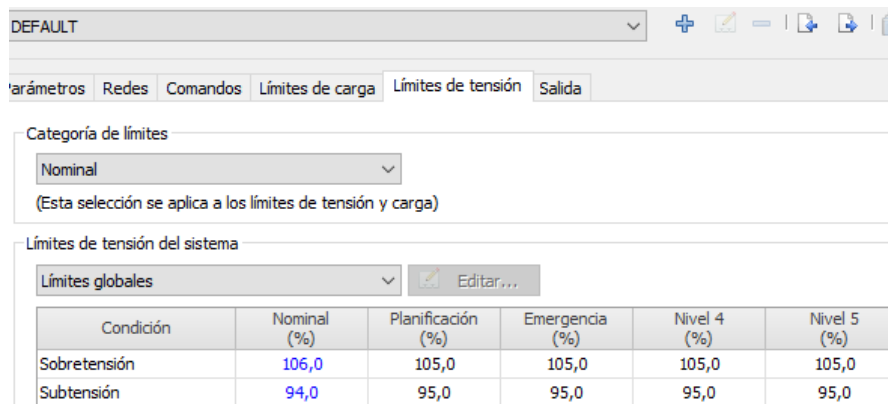 DEFAULT
Parámetros Redes Comandos Límites de carga Límites de tensión Salida
Categoría de límites
Nominal
(Esta selección se aplica a los límites de tensión y carga)
Límites de tensión del sistema
Límites globales Editar...
Condición Nominal (%) Planificación (%) Emergencia (%) Nivel 4 (%) Nivel 5 (%)
Sobretensión 106,0 105,0 105,0 105,0 105,0
Subtensión 94,0 95,0 95,0 95,0 95,0